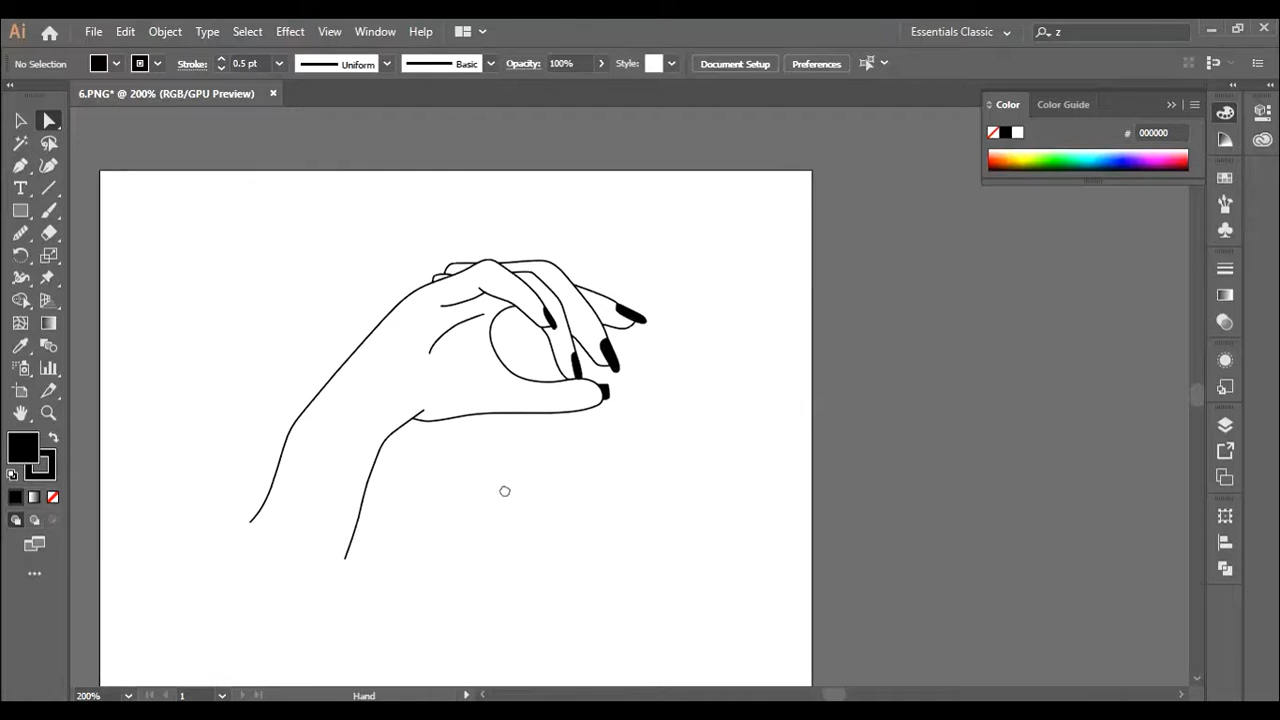 Ai File Edit Object Type Select Effect View Window Help Essentials Classic z
No Selection Stroke: 0.5 pt Uniform Basic Opacity: 100% Style: Document Setup Preferences
6.PNG* @ 200% (RGB/GPU Preview) ×
Color Color Guide
# 000000
200% 1 Hand